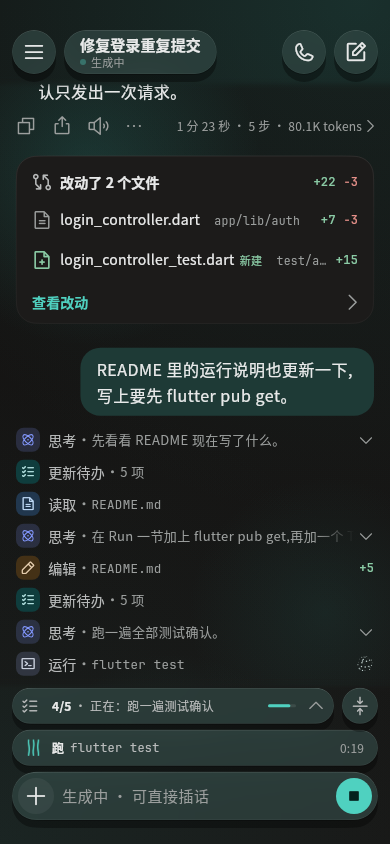 修复登录重复提交
生成中
认只发出一次请求。
1 分 23 秒 · 5 步 · 80.1K tokens
改动了 2 个文件 +22 -3
login_controller.dart app/lib/auth +7 -3
login_controller_test.dart 新建 test/a… +15
查看改动
README 里的运行说明也更新一下,
写上要先 flutter pub get。
思考 · 先看看 README 现在写了什么。
更新待办 · 5 项
读取 · README.md
思考 · 在 Run 一节加上 flutter pub get,再加一个
编辑 · README.md +5
更新待办 · 5 项
思考 · 跑一遍全部测试确认。
运行 · flutter test
4/5 · 正在: 跑一遍测试确认
跑 flutter test 0:19
生成中 · 可直接插话